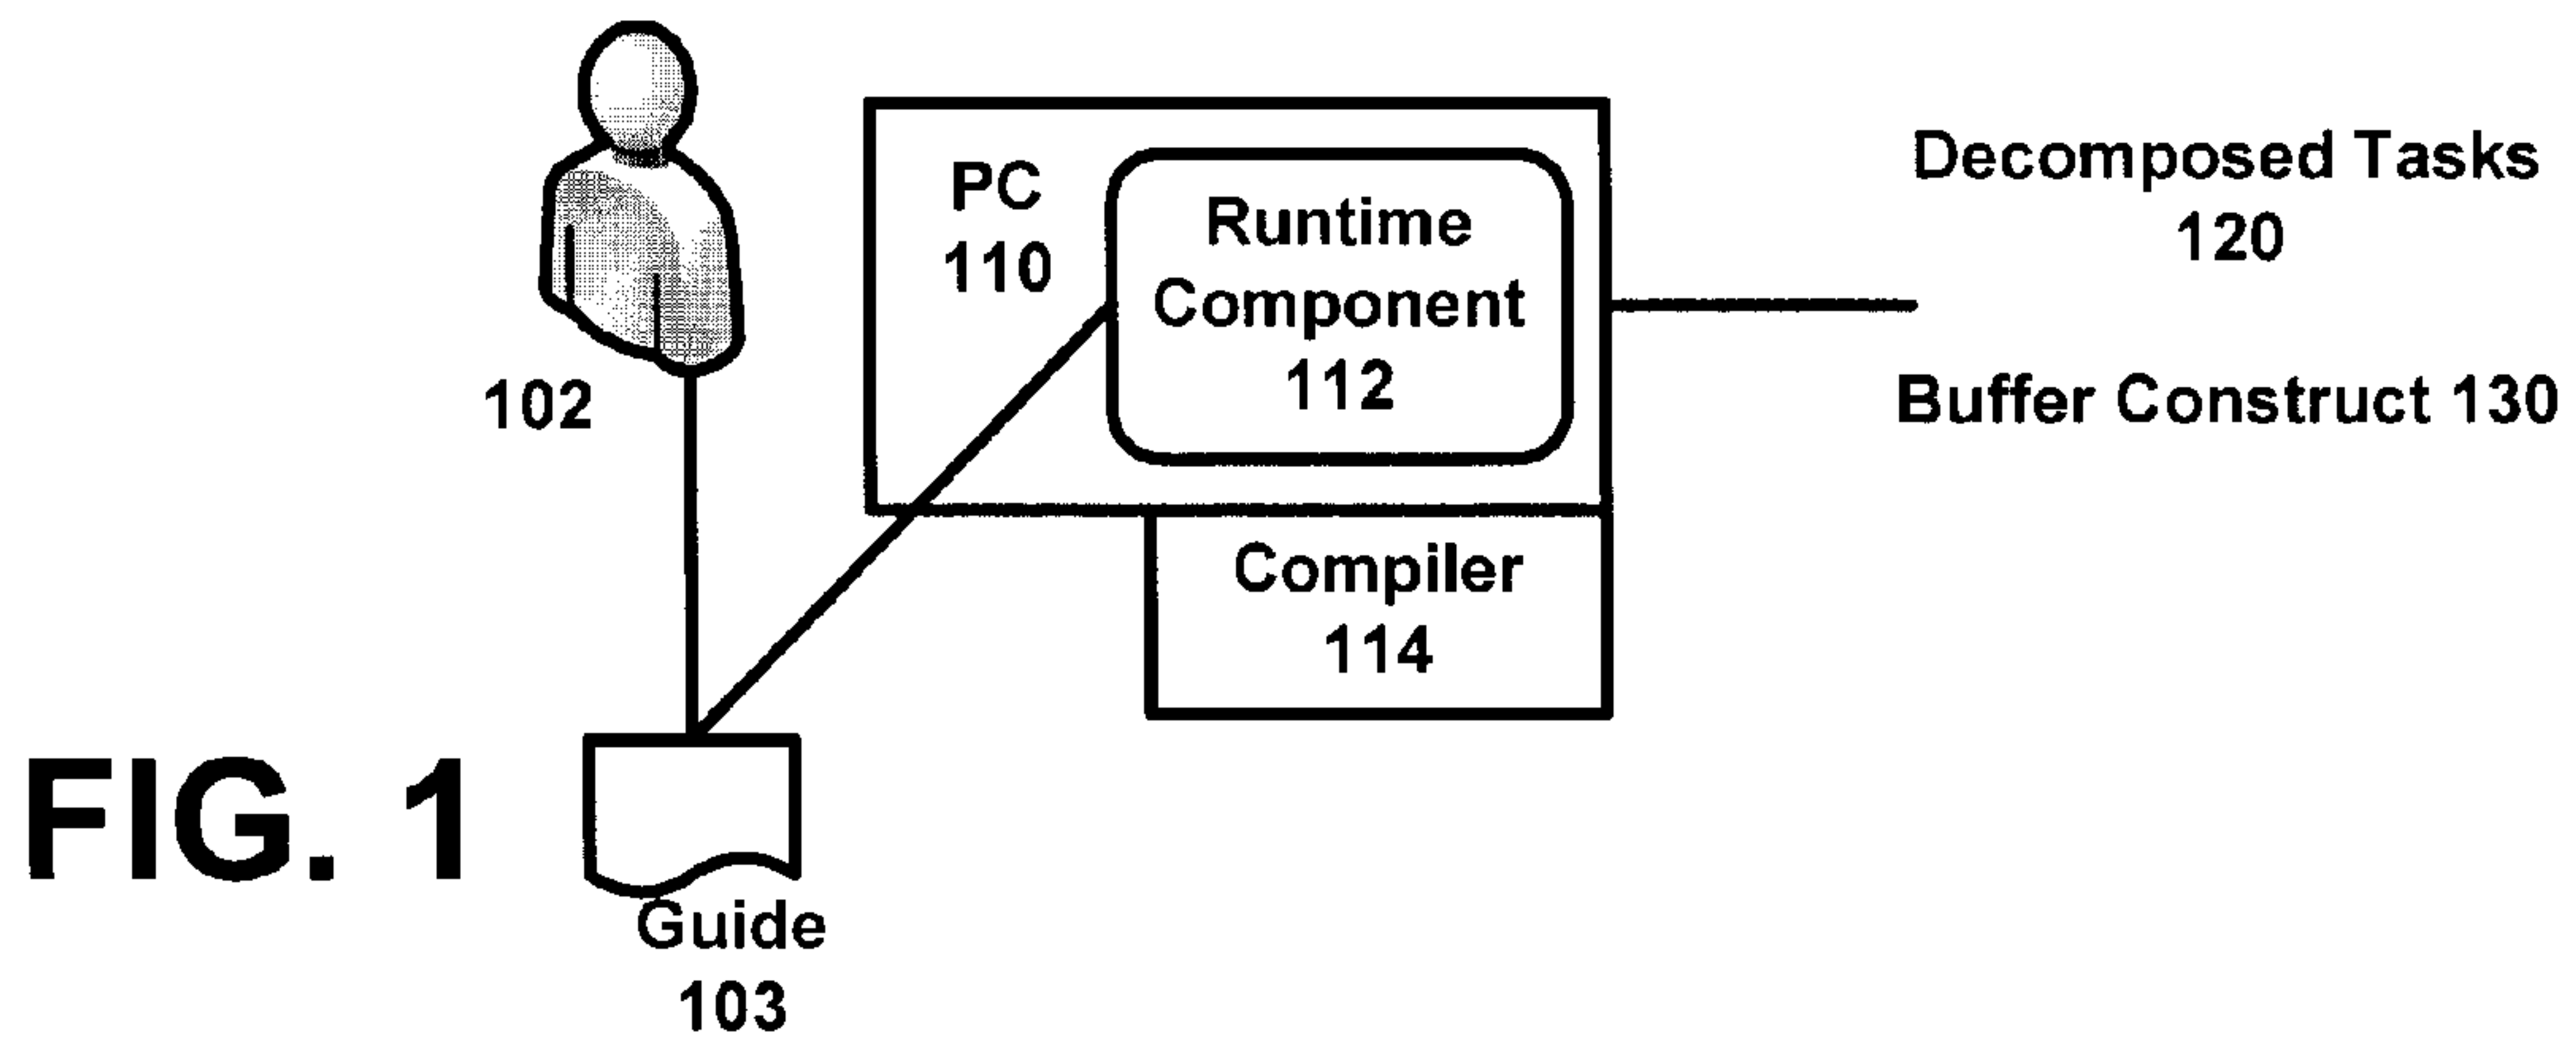 PC
110
Runtime
Component
112
Decomposed Tasks
120
Buffer Construct 130
102
Compiler
114
FIG. 1
Guide
103